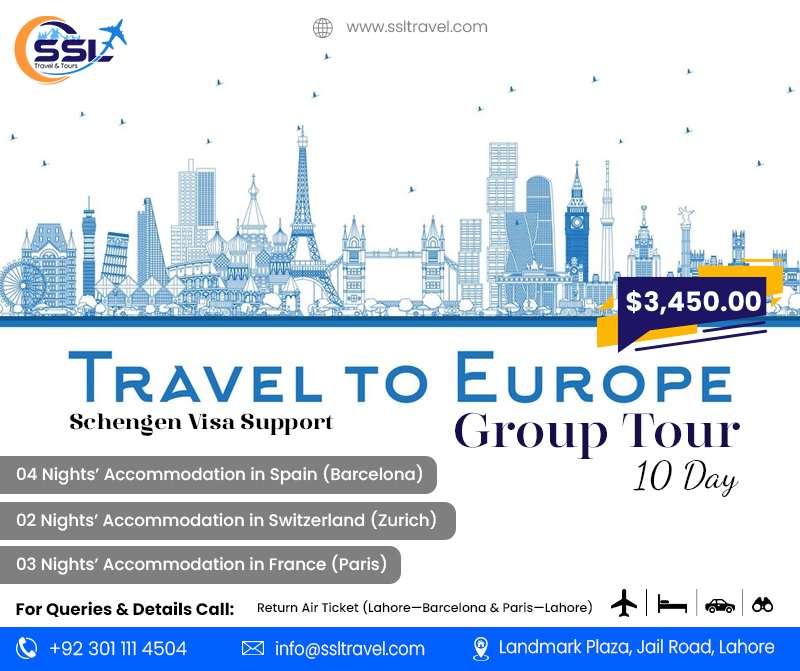 www.ssltravel.com
SSL
Travel & Tours
$3,450.00
TRAVEL TO EUROPE
Schengen Visa Support
Group Tour
10 Day
04 Nights’ Accommodation in Spain (Barcelona)
02 Nights’ Accommodation in Switzerland (Zurich)
03 Nights’ Accommodation in France (Paris)
For Queries & Details Call:
Return Air Ticket (Lahore—Barcelona & Paris—Lahore)
+92 301 111 4504
info@ssltravel.com
Landmark Plaza, Jail Road, Lahore